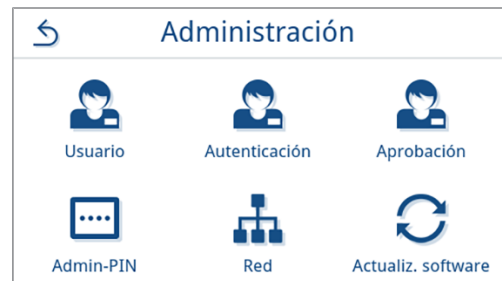 Administración
Usuario Autenticación Aprobación
Admin-PIN Red Actualiz. software